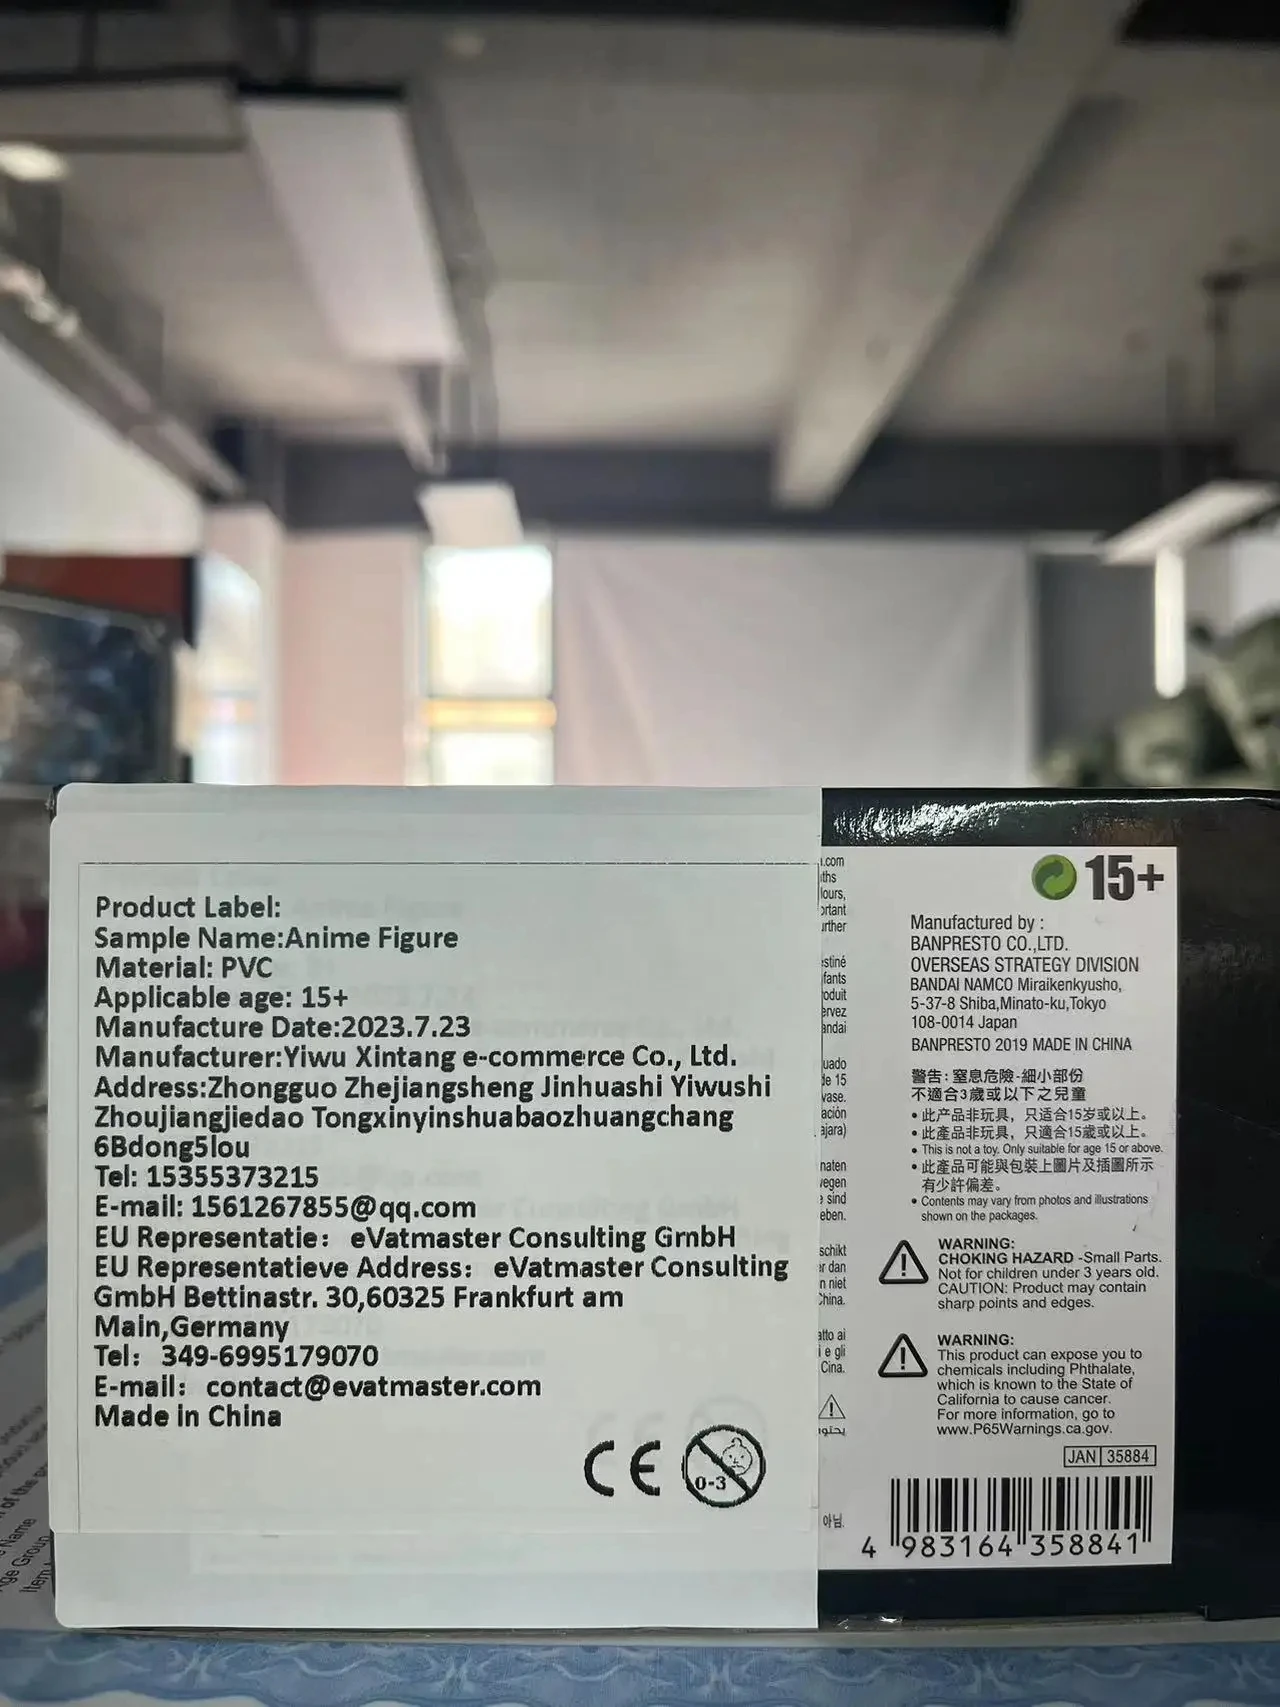 Product Label:
Sample Name:Anime Figure
Material: PVC
Applicable age: 15+
Manufacture Date:2023.7.23
Manufacturer:Yiwu Xintang e-commerce Co., Ltd.
Address:Zhongguo Zhejiangsheng Jinhuashi Yiwushi
Zhoujiangjiedao Tongxinyinshuabaozhuangchang
6Bdong5lou
Tel: 15355373215
E-mail: 1561267855@qq.com
EU Representatie： eVatmaster Consulting GrnbH
EU Representatieve Address： eVatmaster Consulting
GmbH Bettinastr. 30,60325 Frankfurt am
Main,Germany
Tel： 349-6995179070
E-mail： contact@evatmaster.com
Made in China
CE
0-3
15+
Manufactured by :
BANPRESTO CO.,LTD.
OVERSEAS STRATEGY DIVISION
BANDAI NAMCO Miraikenkyusho,
5-37-8 Shiba,Minato-ku,Tokyo
108-0014 Japan
BANPRESTO 2019 MADE IN CHINA
警告: 窒息危險-細小部份
不適合3歲或以下之兒童
• 此产品非玩具，只适合15岁或以上。
• 此產品非玩具，只適合15歲或以上。
• This is not a toy. Only suitable for age 15 or above.
• 此產品可能與包裝上圖片及插圖所示
有少許偏差。
• Contents may vary from photos and illustrations
shown on the packages.
WARNING:
CHOKING HAZARD -Small Parts.
Not for children under 3 years old.
CAUTION: Product may contain
sharp points and edges.
WARNING:
This product can expose you to
chemicals including Phthalate,
which is known to the State of
California to cause cancer.
For more information, go to
www.P65Warnings.ca.gov.
JAN 35884
4 983164 358841